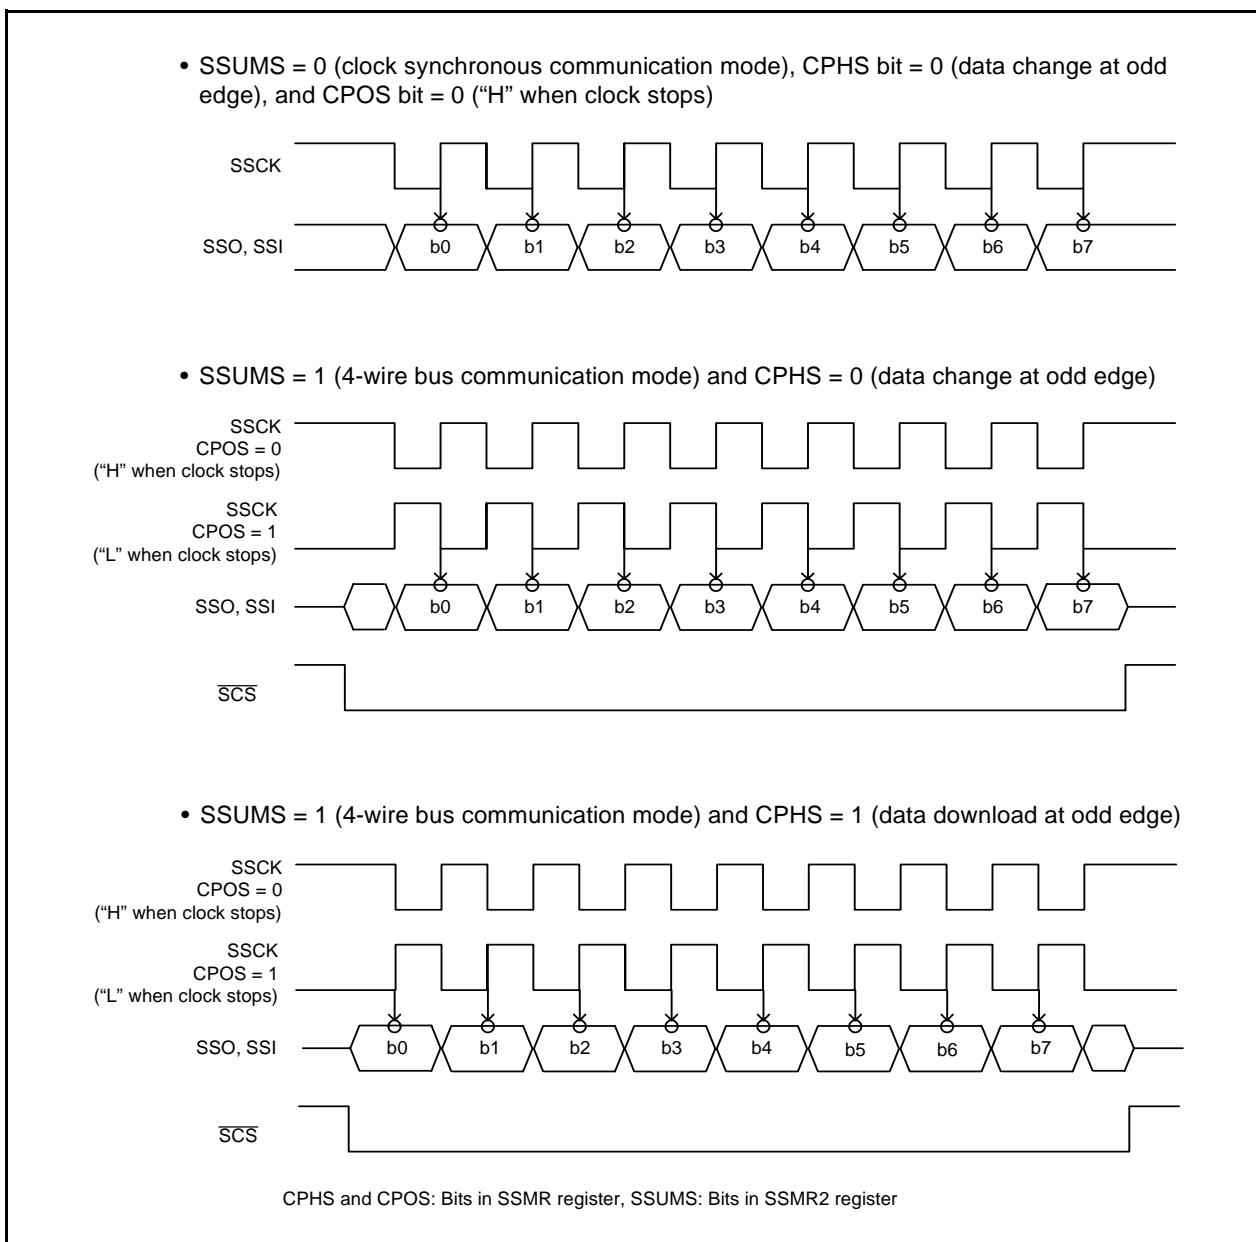 • SSUMS = 0 (clock synchronous communication mode), CPHS bit = 0 (data change at odd
edge), and CPOS bit = 0 (“H” when clock stops)
SSCK
SSO, SSI
b0 b1 b2 b3 b4 b5 b6 b7
• SSUMS = 1 (4-wire bus communication mode) and CPHS = 0 (data change at odd edge)
SSCK
CPOS = 0
(“H” when clock stops)
SSCK
CPOS = 1
(“L” when clock stops)
SSO, SSI
b0 b1 b2 b3 b4 b5 b6 b7
SCS
• SSUMS = 1 (4-wire bus communication mode) and CPHS = 1 (data download at odd edge)
SSCK
CPOS = 0
(“H” when clock stops)
SSCK
CPOS = 1
(“L” when clock stops)
SSO, SSI
b0 b1 b2 b3 b4 b5 b6 b7
SCS
CPHS and CPOS: Bits in SSMR register, SSUMS: Bits in SSMR2 register